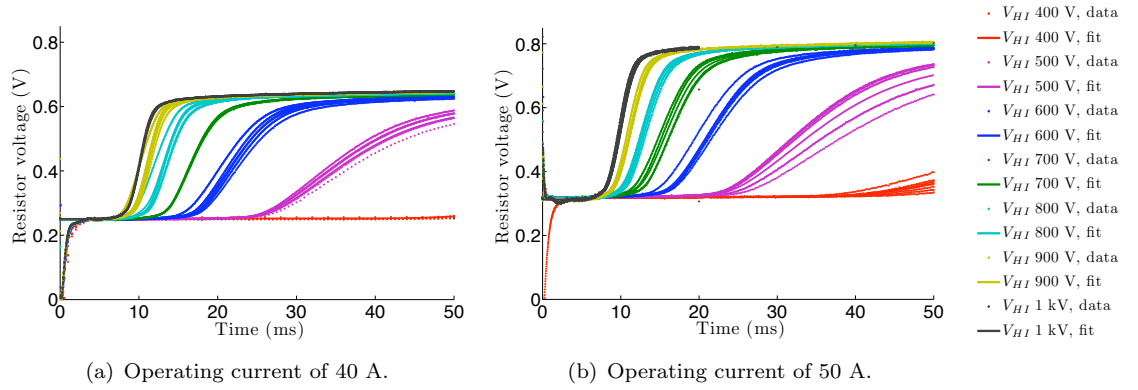 0.8
0.6
0.4
0.2
0
Resistor voltage (V)
0 10 20 30 40 50
Time (ms)
(a) Operating current of 40 A.
0.8
0.6
0.4
0.2
0
Resistor voltage (V)
0 10 20 30 40 50
Time (ms)
(b) Operating current of 50 A.
V_HI 400 V, data
V_HI 400 V, fit
V_HI 500 V, data
V_HI 500 V, fit
V_HI 600 V, data
V_HI 600 V, fit
V_HI 700 V, data
V_HI 700 V, fit
V_HI 800 V, data
V_HI 800 V, fit
V_HI 900 V, data
V_HI 900 V, fit
V_HI 1 kV, data
V_HI 1 kV, fit